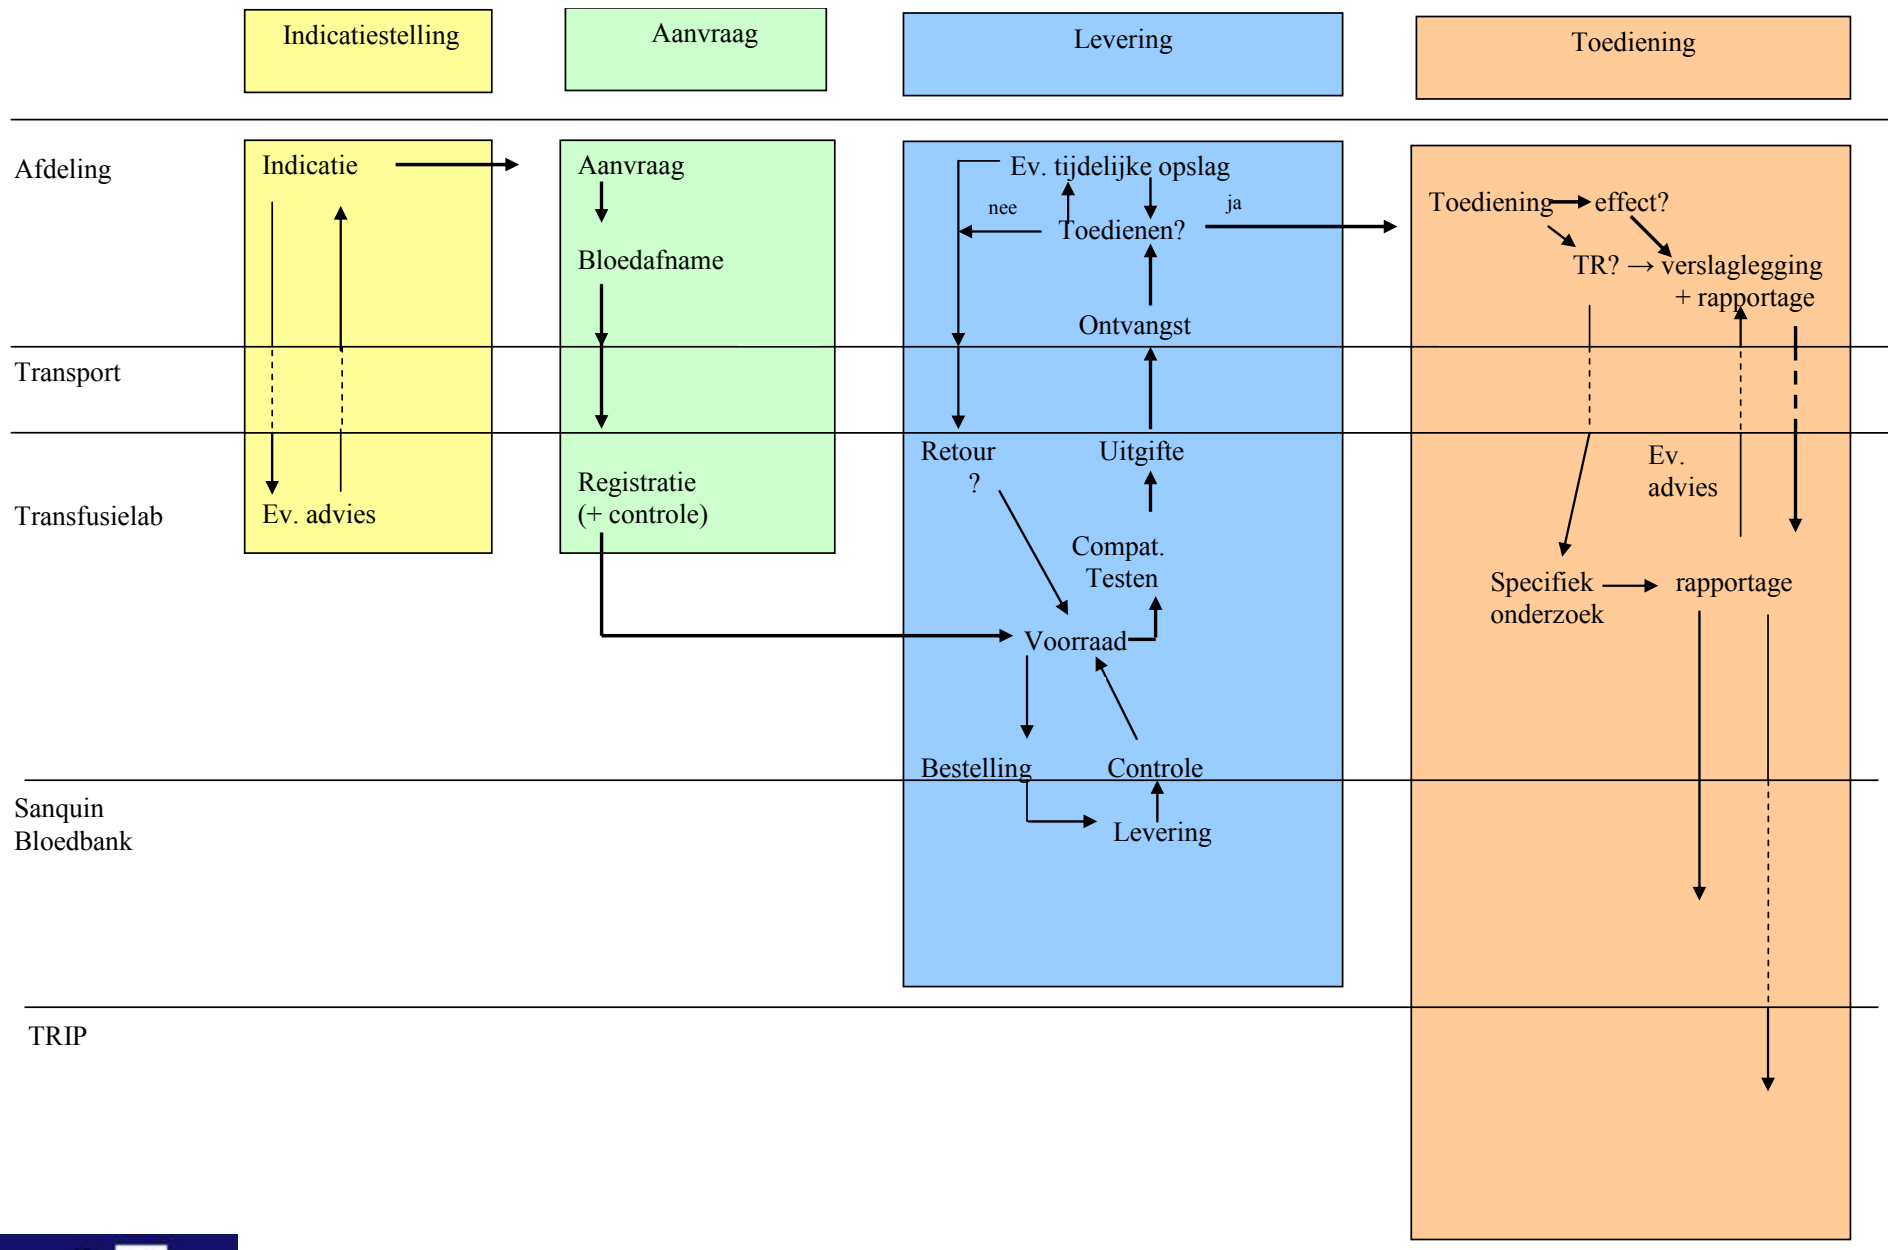 Indicatiestelling
Aanvraag
Levering
Toediening
Afdeling
Indicatie
Aanvraag
Ev. tijdelijke opslag
nee
ja
Toedienen?
Toediening
effect?
Bloedafname
TR? → verslaglegging
+ rapportage
Ontvangst
Transport
Retour
?
Uitgifte
Ev.
advies
Registratie
(+ controle)
Transfusielab
Ev. advies
Compat.
Testen
Specifiek
onderzoek
rapportage
Voorraad
Bestelling
Controle
Sanquin
Bloedbank
Levering
TRIP